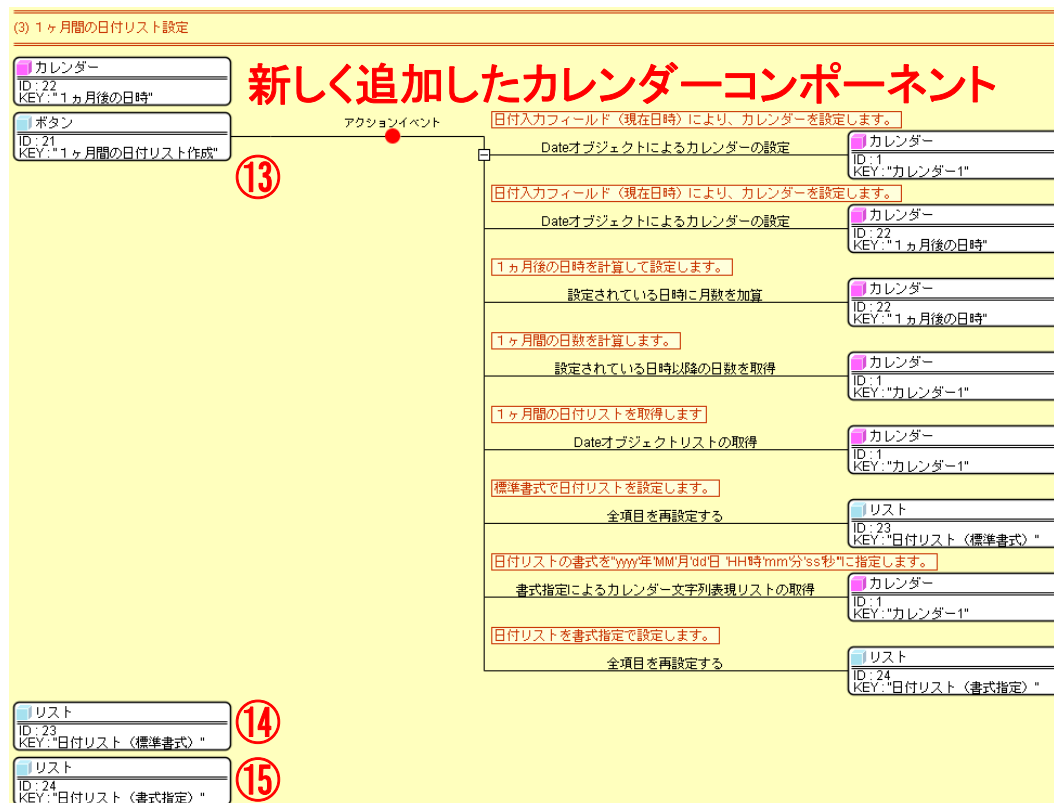 (3) 1ヶ月間の日付リスト設定
カレンダー
ID : 22
KEY : "1ヵ月後の日時"
新しく追加したカレンダーコンポーネント
ボタン
ID : 21
KEY : "1ヶ月間の日付リスト作成"
⑬
アクションイベント
日付入力フィールド（現在日時）により、カレンダーを設定します。
Dateオブジェクトによるカレンダーの設定
カレンダー
ID : 1
KEY : "カレンダー1"
日付入力フィールド（現在日時）により、カレンダーを設定します。
Dateオブジェクトによるカレンダーの設定
カレンダー
ID : 22
KEY : "1ヵ月後の日時"
1ヵ月後の日時を計算して設定します。
設定されている日時に月数を加算
カレンダー
ID : 22
KEY : "1ヵ月後の日時"
1ヶ月間の日数を計算します。
設定されている日時以降の日数を取得
カレンダー
ID : 1
KEY : "カレンダー1"
1ヶ月間の日付リストを取得します
Dateオブジェクトリストの取得
カレンダー
ID : 1
KEY : "カレンダー1"
標準書式で日付リストを設定します。
全項目を再設定する
リスト
ID : 23
KEY : "日付リスト（標準書式）"
日付リストの書式を"yyyy'年'MM'月'dd'日 'HH'時'mm'分'ss'秒'"に指定します。
書式指定によるカレンダー文字列表現リストの取得
カレンダー
ID : 1
KEY : "カレンダー1"
日付リストを書式指定で設定します。
全項目を再設定する
リスト
ID : 24
KEY : "日付リスト（書式指定）"
リスト
ID : 23
KEY : "日付リスト（標準書式）"
⑭
リスト
ID : 24
KEY : "日付リスト（書式指定）"
⑮